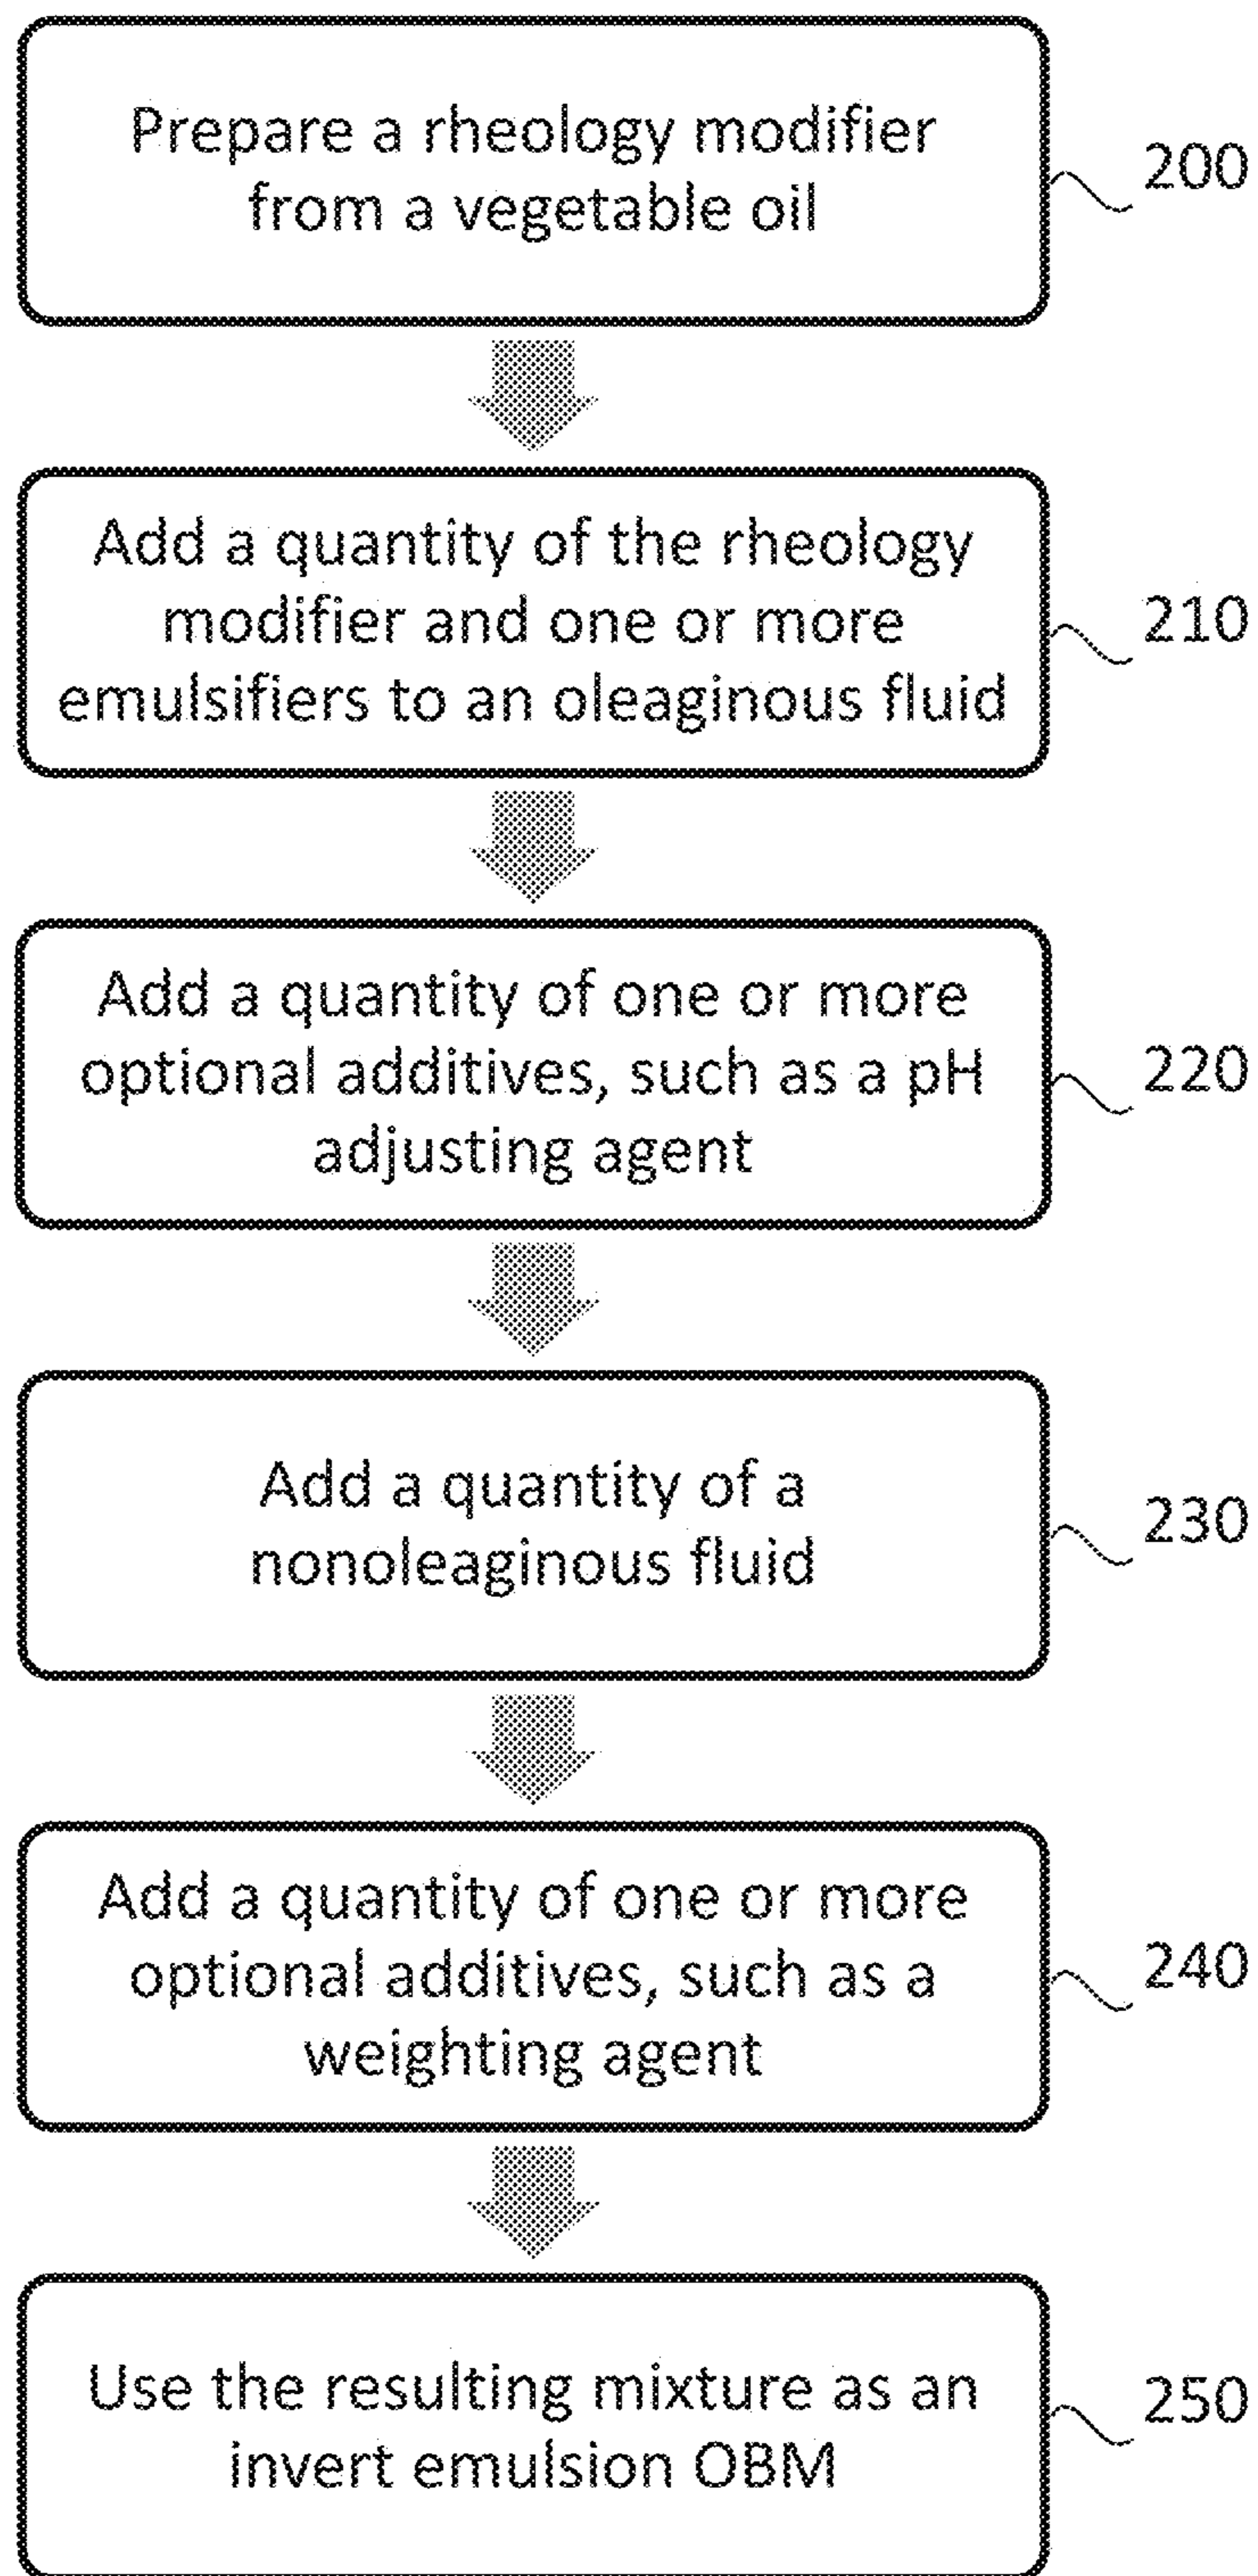 Prepare a rheology modifier
from a vegetable oil
200
Add a quantity of the rheology
modifier and one or more
emulsifiers to an oleaginous fluid
210
Add a quantity of one or more
optional additives, such as a pH
adjusting agent
220
Add a quantity of a
nonoleaginous fluid
230
Add a quantity of one or more
optional additives, such as a
weighting agent
240
Use the resulting mixture as an
invert emulsion OBM
250